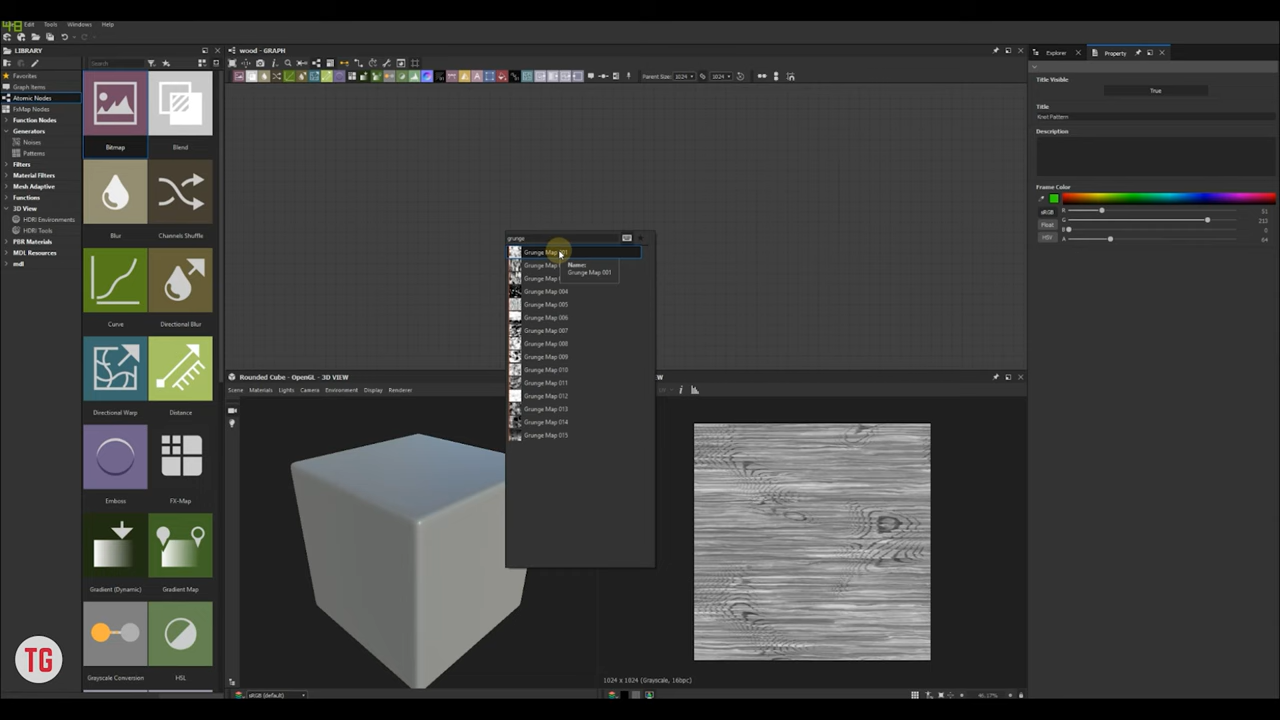 48
Edit Tools Windows Help
LIBRARY
wood - GRAPH
Explorer
Property
Search
Parent Size: 1024
1024
Favorites
Graph Items
Atomic Nodes
FxMap Nodes
Function Nodes
Generators
Noises
Patterns
Filters
Material Filters
Mesh Adaptive
Functions
3D View
HDRI Environments
HDRI Tools
PBR Materials
MDL Resources
mdl
Bitmap
Blend
Blur
Channels Shuffle
Curve
Directional Blur
Directional Warp
Distance
Emboss
FX-Map
Gradient (Dynamic)
Gradient Map
Grayscale Conversion
HSL
grunge
Grunge Map 001
Grunge Map
Grunge Map
Name:
Grunge Map 001
Grunge Map 004
Grunge Map 005
Grunge Map 006
Grunge Map 007
Grunge Map 008
Grunge Map 009
Grunge Map 010
Grunge Map 011
Grunge Map 012
Grunge Map 013
Grunge Map 014
Grunge Map 015
Title Visible
True
Title
Knot Pattern
Description
Frame Color
sRGB
Float
HSV
R
G
B
A
0
64
Rounded Cube - OpenGL - 3D VIEW
EW
Scene Materials Lights Camera Environment Display Renderer
1024 x 1024 (Grayscale, 16bpc)
sRGB (default)
TG